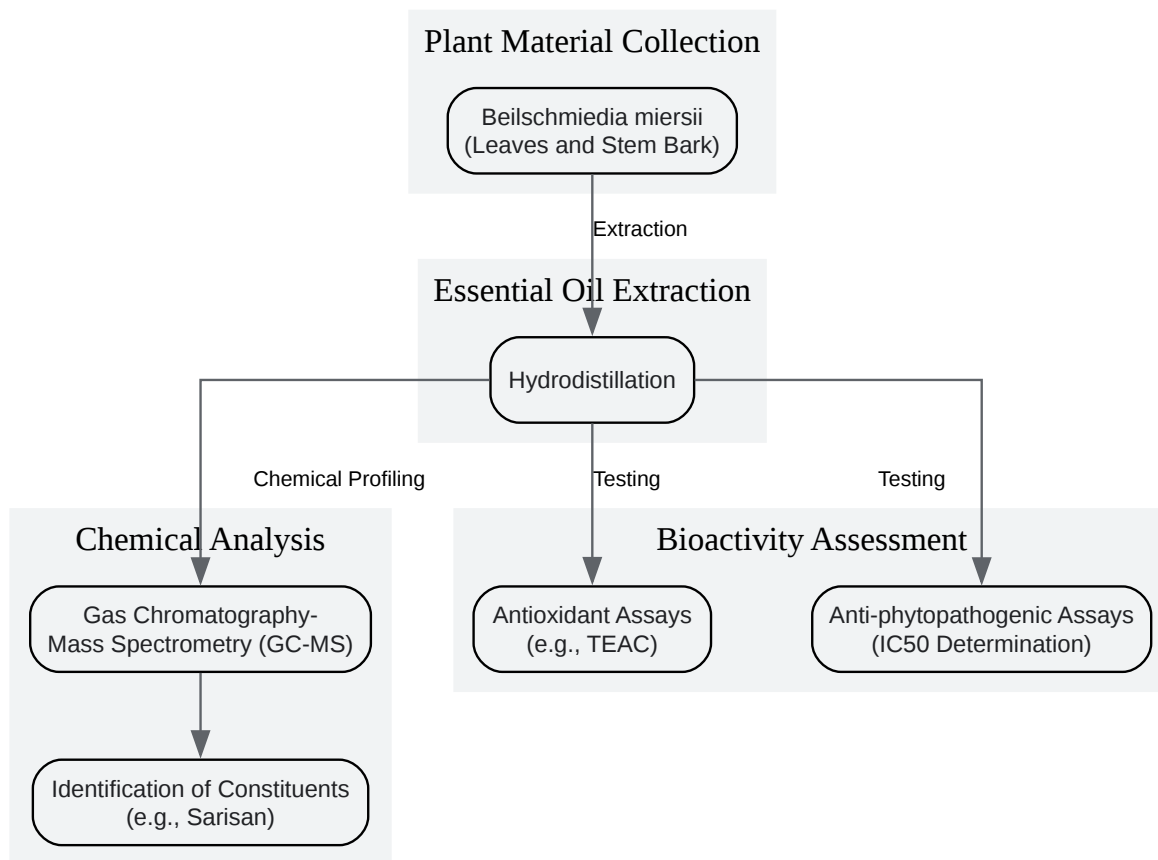 Plant Material Collection
Beilschmiedia miersii
(Leaves and Stem Bark)
Extraction
Essential Oil Extraction
Hydrodistillation
Chemical Profiling
Testing
Testing
Chemical Analysis
Gas Chromatography-
Mass Spectrometry (GC-MS)
Identification of Constituents
(e.g., Sarisan)
Bioactivity Assessment
Antioxidant Assays
(e.g., TEAC)
Anti-phytopathogenic Assays
(IC50 Determination)